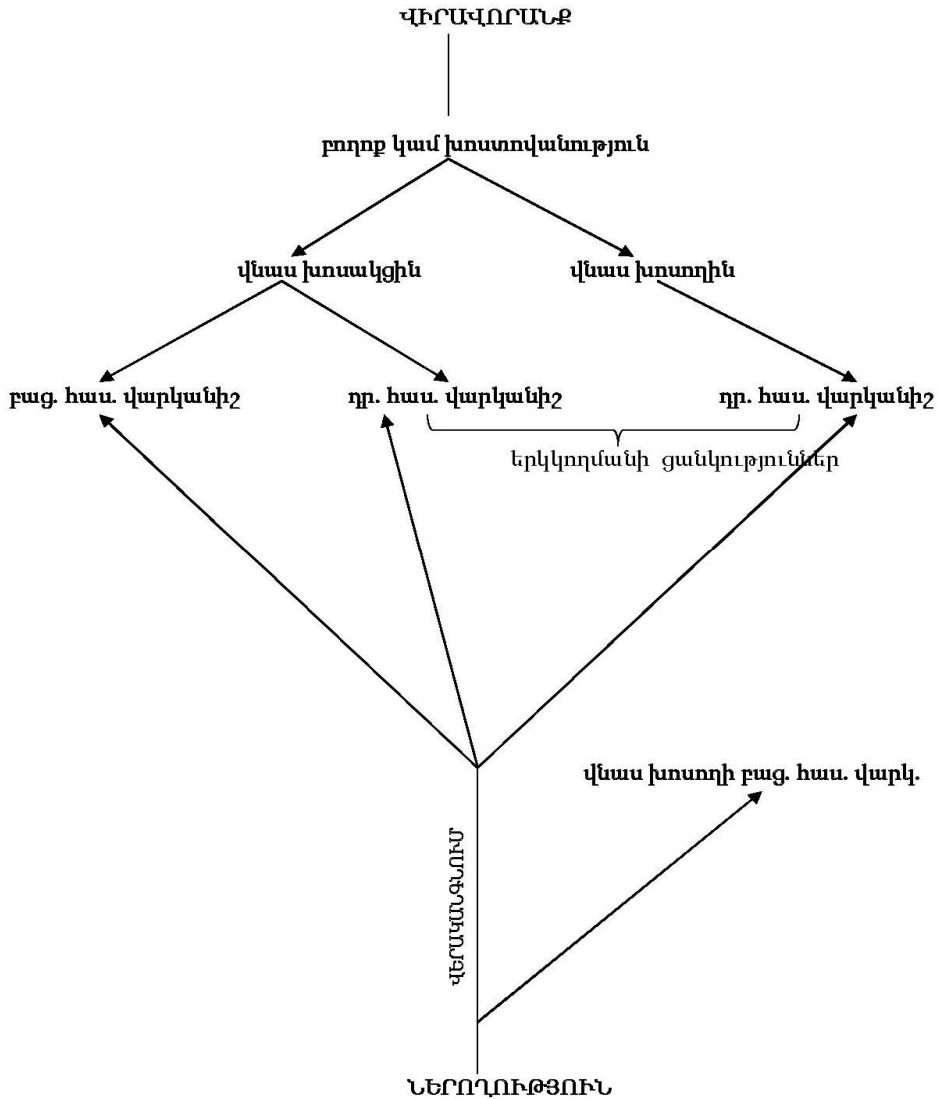 ՎԻՐԱՎՈՐԱՆՔ
բողոք կամ խոստովանություն
վնաս խոսակցին
վնաս խոսողին
բաց. հաս. վարկանիշ
դր. հաս. վարկանիշ
դր. հաս. վարկանիշ
երկկողմանի ցանկություններ
վնաս խոսողի բաց. հաս. վարկ.
ՎԵՐԱԿԱՆԳՆՈՒՄ
ՆԵՐՈՂՈՒԹՅՈՒՆ